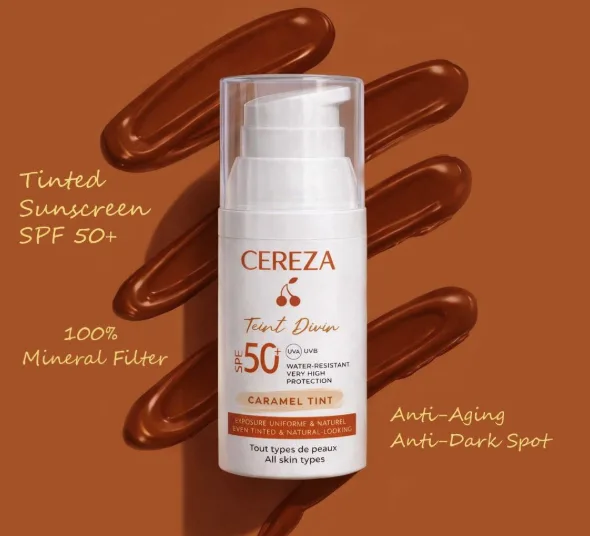 Tinted
Sunscreen
SPF 50+
100%
Mineral Filter
CEREZA
Teint Divin
SPF 50+
UVA UVB
WATER-RESISTANT
VERY HIGH
PROTECTION
CARAMEL TINT
EXPOSURE UNIFORME & NATUREL
EVEN TINTED & NATURAL-LOOKING
Tout types de peaux
All skin types
Anti-Aging
Anti-Dark Spot